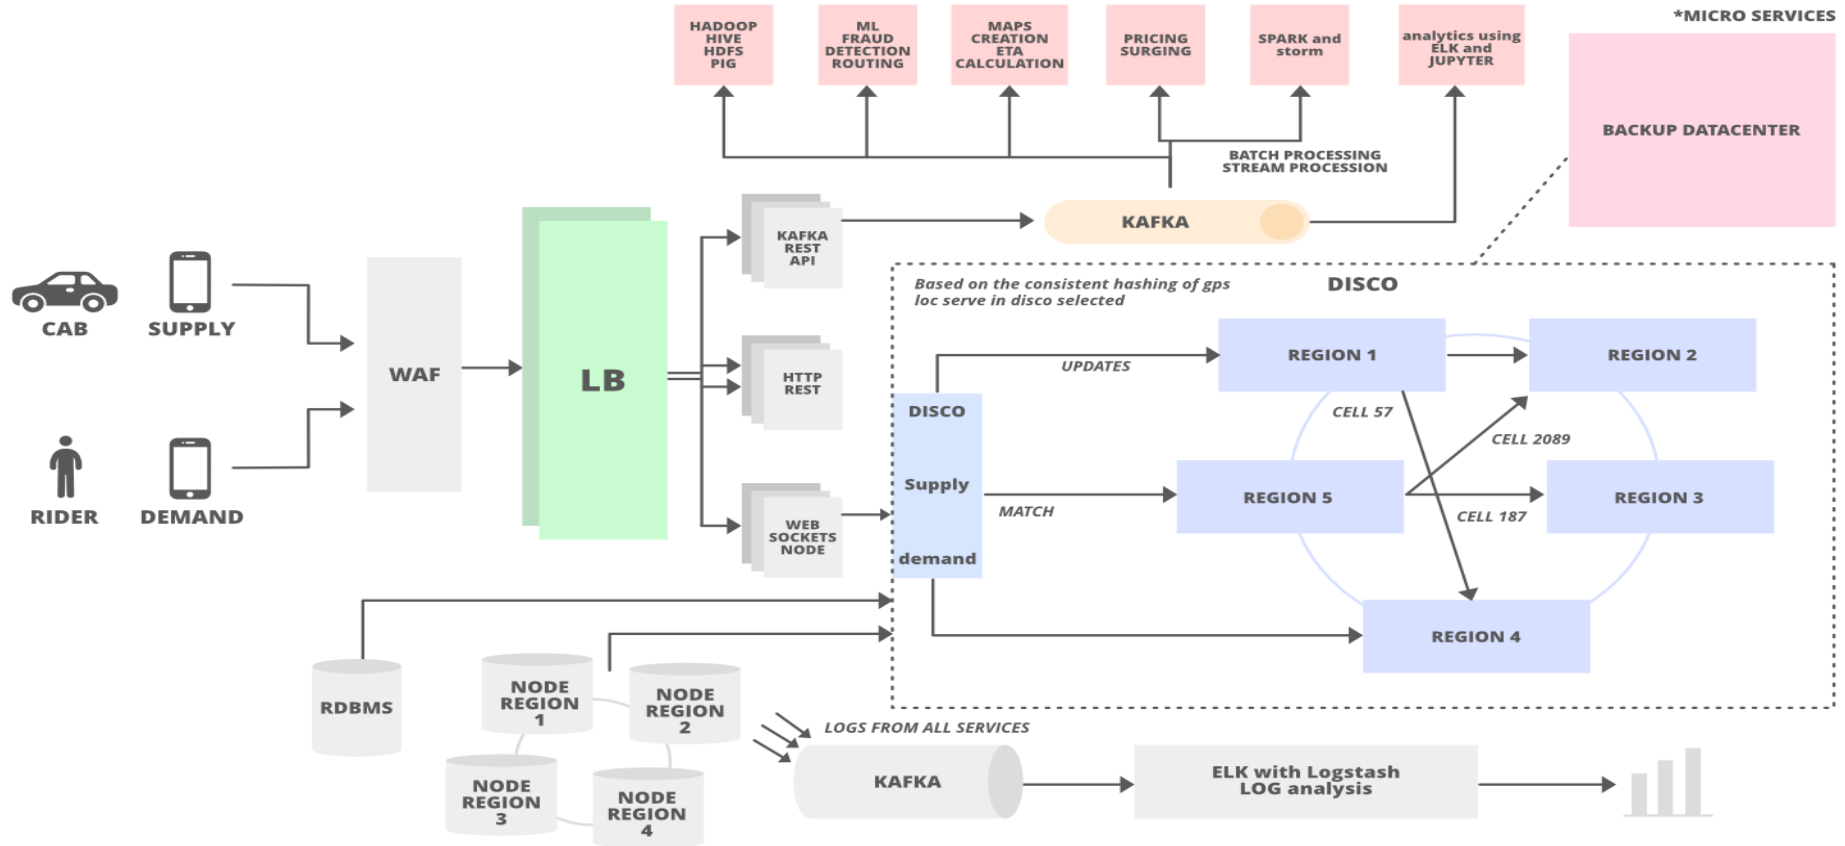 *MICRO SERVICES
HADOOP
HIVE
HDFS
PIG
ML
FRAUD
DETECTION
ROUTING
MAPS
CREATION
ETA
CALCULATION
PRICING
SURGING
SPARK and
storm
analytics using
ELK and
JUPYTER
BACKUP DATACENTER
BATCH PROCESSING
STREAM PROCESSION
KAFKA
REST
API
KAFKA
CAB
SUPPLY
WAF
LB
HTTP
REST
RIDER
DEMAND
WEB
SOCKETS
NODE
Based on the consistent hashing of gps
loc serve in disco selected
DISCO
UPDATES
REGION 1
REGION 2
CELL 57
CELL 2089
DISCO
Supply
demand
MATCH
REGION 5
REGION 3
CELL 187
REGION 4
RDBMS
NODE
REGION
1
NODE
REGION
2
NODE
REGION
3
NODE
REGION
4
LOGS FROM ALL SERVICES
KAFKA
ELK with Logstash
LOG analysis